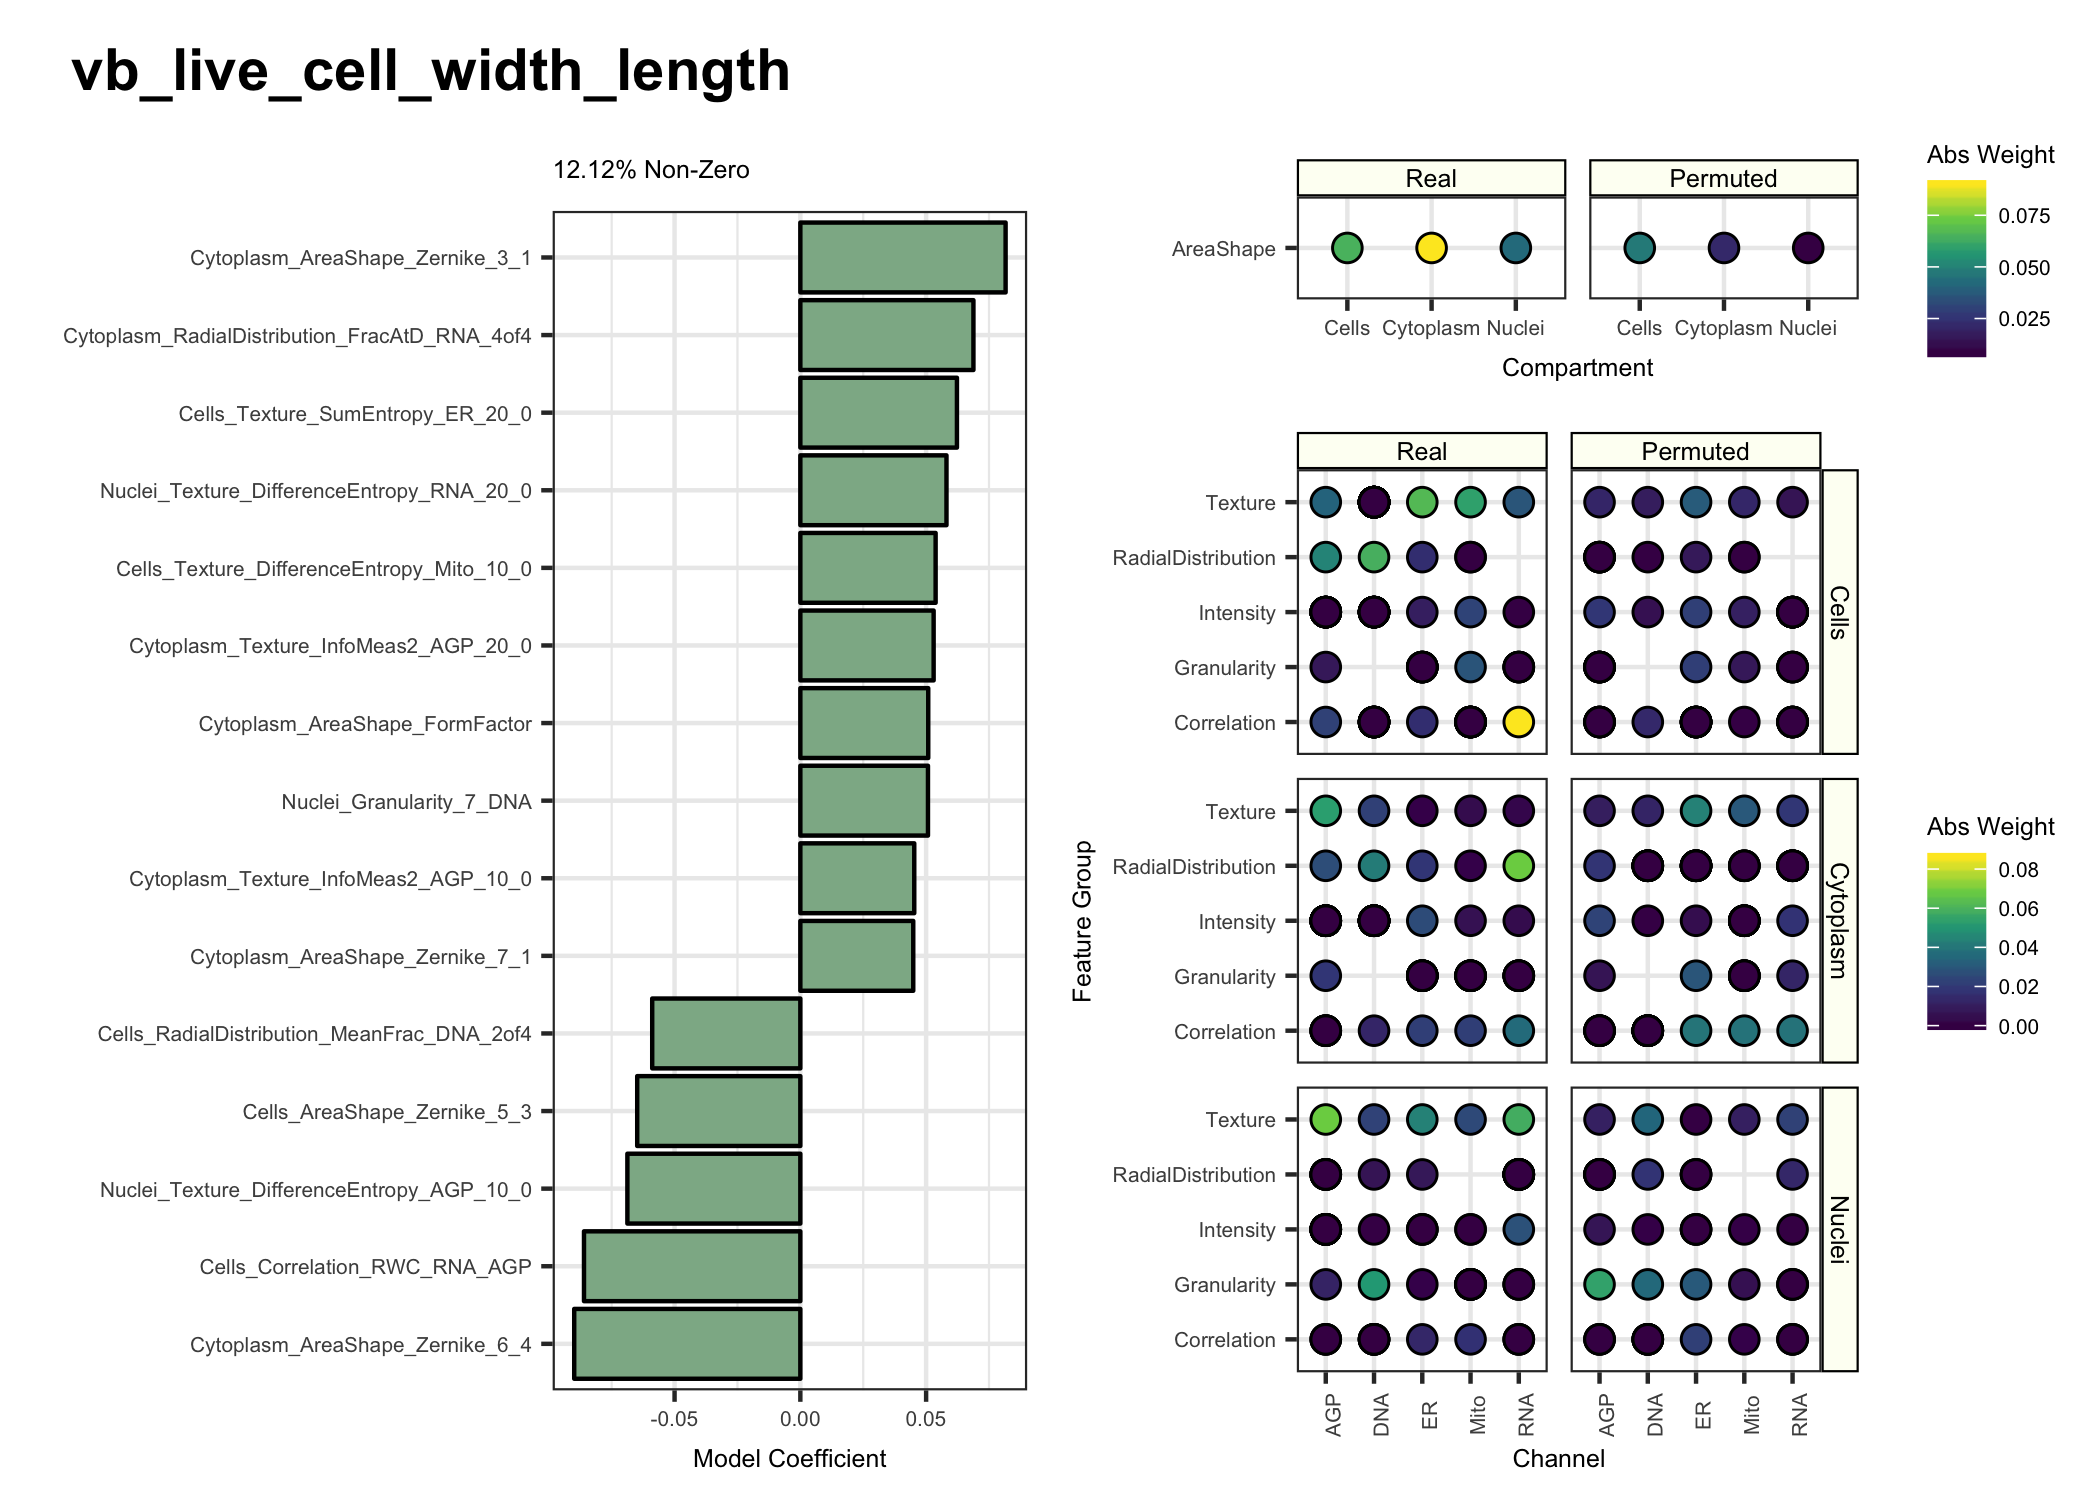 vb_live_cell_width_length
12.12% Non-Zero
Cytoplasm_AreaShape_Zernike_3_1
Cytoplasm_RadialDistribution_FracAtD_RNA_4of4
Cells_Texture_SumEntropy_ER_20_0
Nuclei_Texture_DifferenceEntropy_RNA_20_0
Cells_Texture_DifferenceEntropy_Mito_10_0
Cytoplasm_Texture_InfoMeas2_AGP_20_0
Cytoplasm_AreaShape_FormFactor
Nuclei_Granularity_7_DNA
Cytoplasm_Texture_InfoMeas2_AGP_10_0
Cytoplasm_AreaShape_Zernike_7_1
Cells_RadialDistribution_MeanFrac_DNA_2of4
Cells_AreaShape_Zernike_5_3
Nuclei_Texture_DifferenceEntropy_AGP_10_0
Cells_Correlation_RWC_RNA_AGP
Cytoplasm_AreaShape_Zernike_6_4
-0.05 0.00 0.05
Model Coefficient
Real Permuted
AreaShape
Cells Cytoplasm Nuclei Cells Cytoplasm Nuclei
Compartment
Abs Weight
0.075
0.050
0.025
Real Permuted
Feature Group
Texture
RadialDistribution
Intensity
Granularity
Correlation
Cells
Texture
RadialDistribution
Intensity
Granularity
Correlation
Cytoplasm
Texture
RadialDistribution
Intensity
Granularity
Correlation
Nuclei
AGP DNA ER Mito RNA AGP DNA ER Mito RNA
Channel
Abs Weight
0.08
0.06
0.04
0.02
0.00